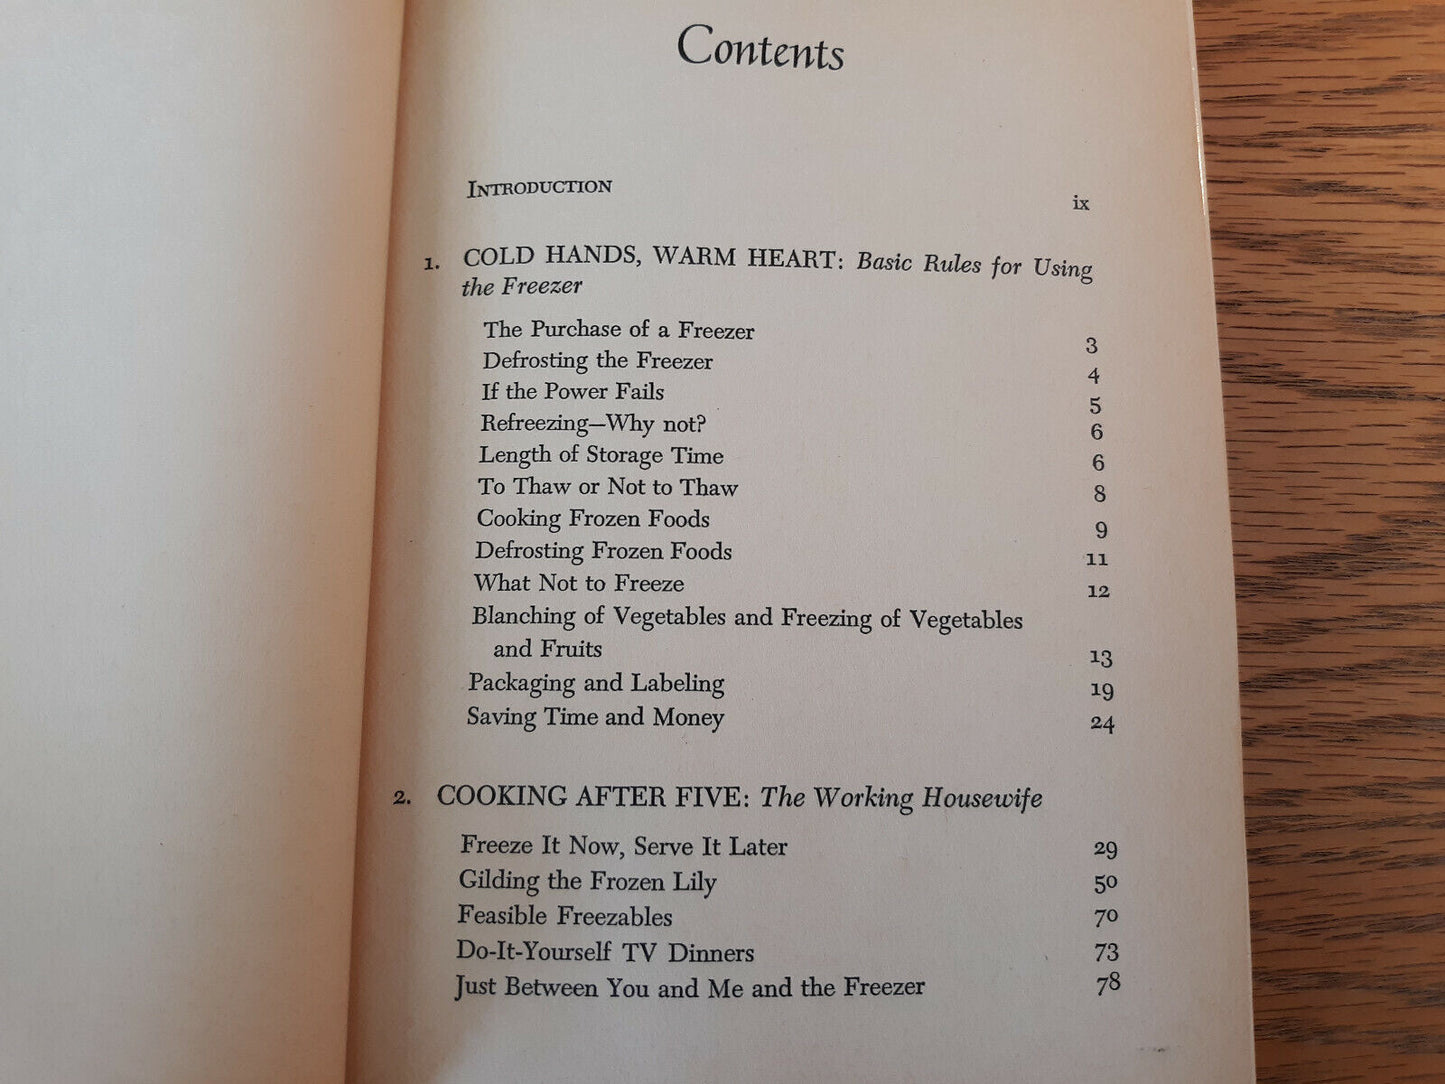 Contents
INTRODUCTION ix
1. COLD HANDS, WARM HEART: Basic Rules for Using
the Freezer
The Purchase of a Freezer 3
Defrosting the Freezer 4
If the Power Fails 5
Refreezing—Why not? 6
Length of Storage Time 6
To Thaw or Not to Thaw 8
Cooking Frozen Foods 9
Defrosting Frozen Foods 11
What Not to Freeze 12
Blanching of Vegetables and Freezing of Vegetables
and Fruits 13
Packaging and Labeling 19
Saving Time and Money 24
2. COOKING AFTER FIVE: The Working Housewife
Freeze It Now, Serve It Later 29
Gilding the Frozen Lily 50
Feasible Freezables 70
Do-It-Yourself TV Dinners 73
Just Between You and Me and the Freezer 78